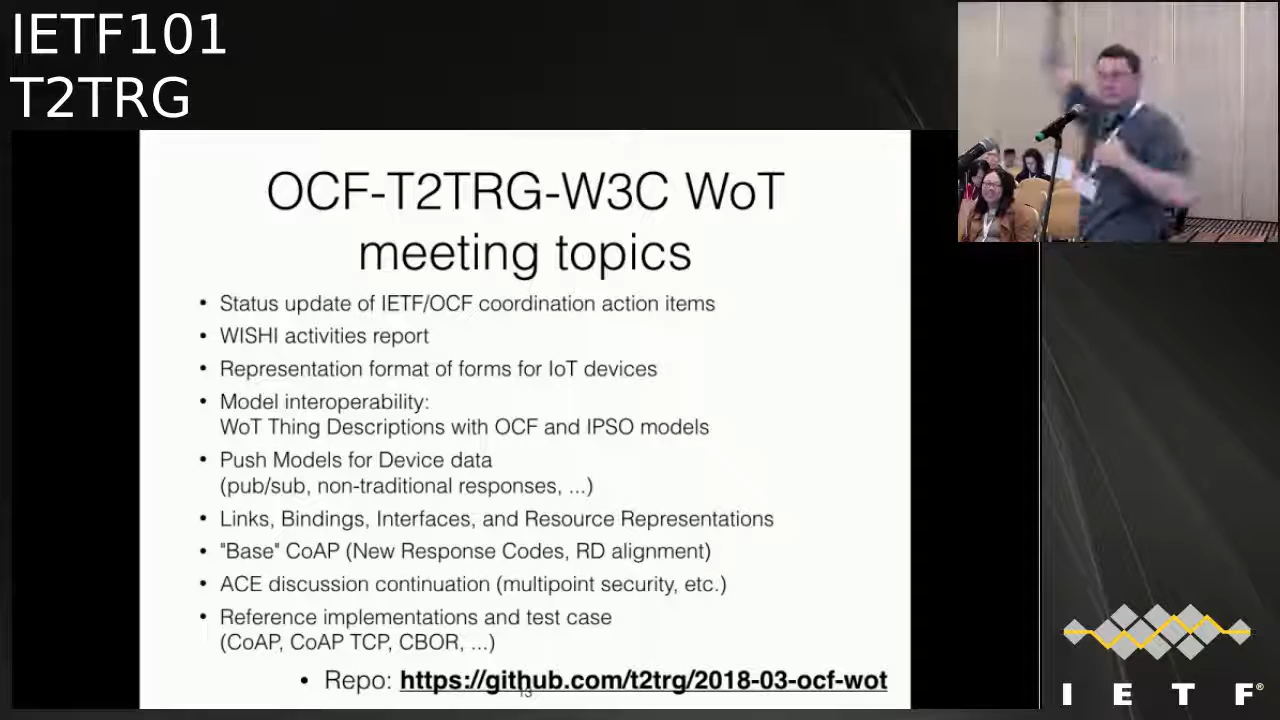 IETF101
T2TRG
OCF-T2TRG-W3C WoT
meeting topics
• Status update of IETF/OCF coordination action items
• WISHI activities report
• Representation format of forms for IoT devices
• Model interoperability:
WoT Thing Descriptions with OCF and IPSO models
• Push Models for Device data
(pub/sub, non-traditional responses, ...)
• Links, Bindings, Interfaces, and Resource Representations
• "Base" CoAP (New Response Codes, RD alignment)
• ACE discussion continuation (multipoint security, etc.)
• Reference implementations and test case
(CoAP, CoAP TCP, CBOR, ...)
• Repo: https://github.com/t2trg/2018-03-ocf-wot
13
I E T F®